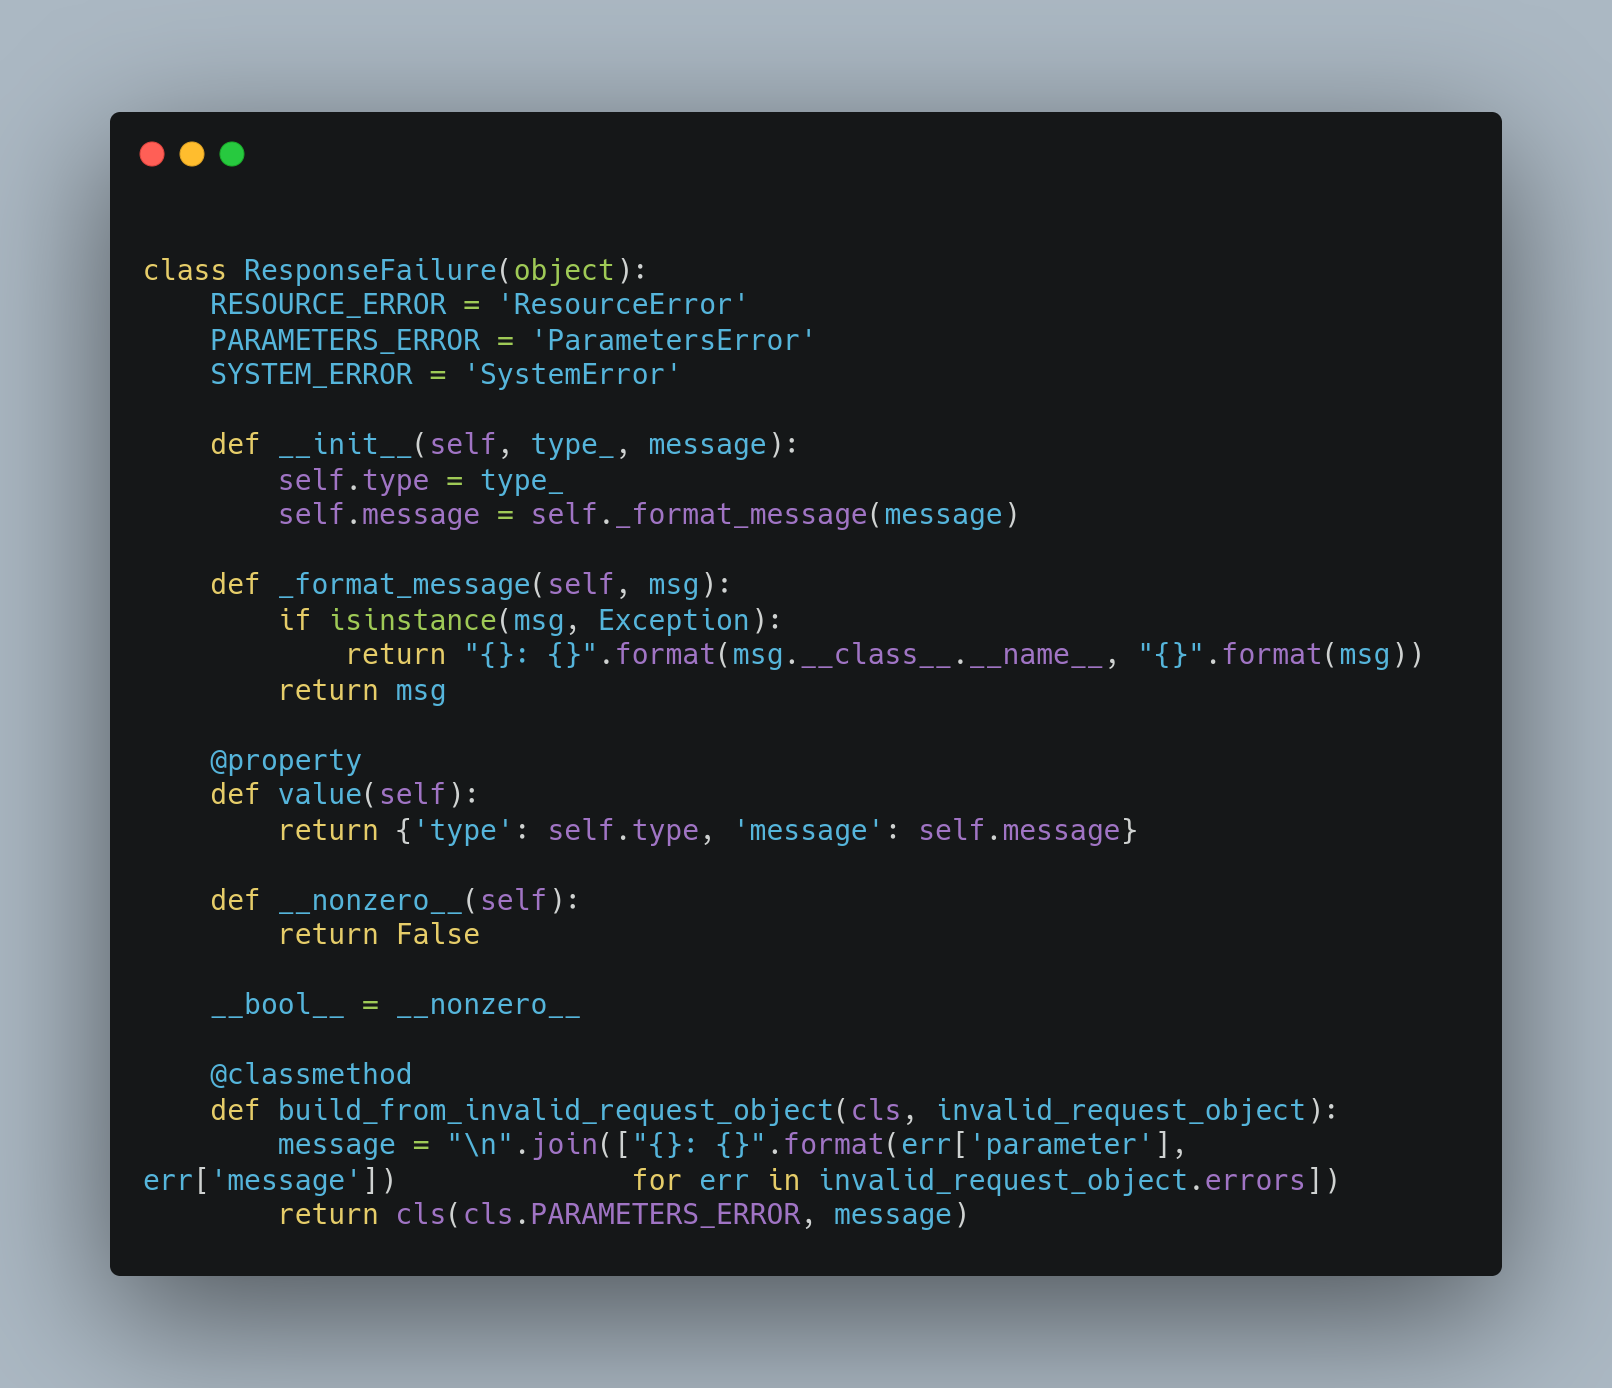 class ResponseFailure(object):
    RESOURCE_ERROR = 'ResourceError'
    PARAMETERS_ERROR = 'ParametersError'
    SYSTEM_ERROR = 'SystemError'

    def __init__(self, type_, message):
        self.type = type_
        self.message = self._format_message(message)

    def _format_message(self, msg):
        if isinstance(msg, Exception):
            return "{}: {}".format(msg.__class__.__name__, "{}".format(msg))
        return msg

    @property
    def value(self):
        return {'type': self.type, 'message': self.message}

    def __nonzero__(self):
        return False

    __bool__ = __nonzero__

    @classmethod
    def build_from_invalid_request_object(cls, invalid_request_object):
        message = "\n".join(["{}: {}".format(err['parameter'],
err['message'])              for err in invalid_request_object.errors])
        return cls(cls.PARAMETERS_ERROR, message)